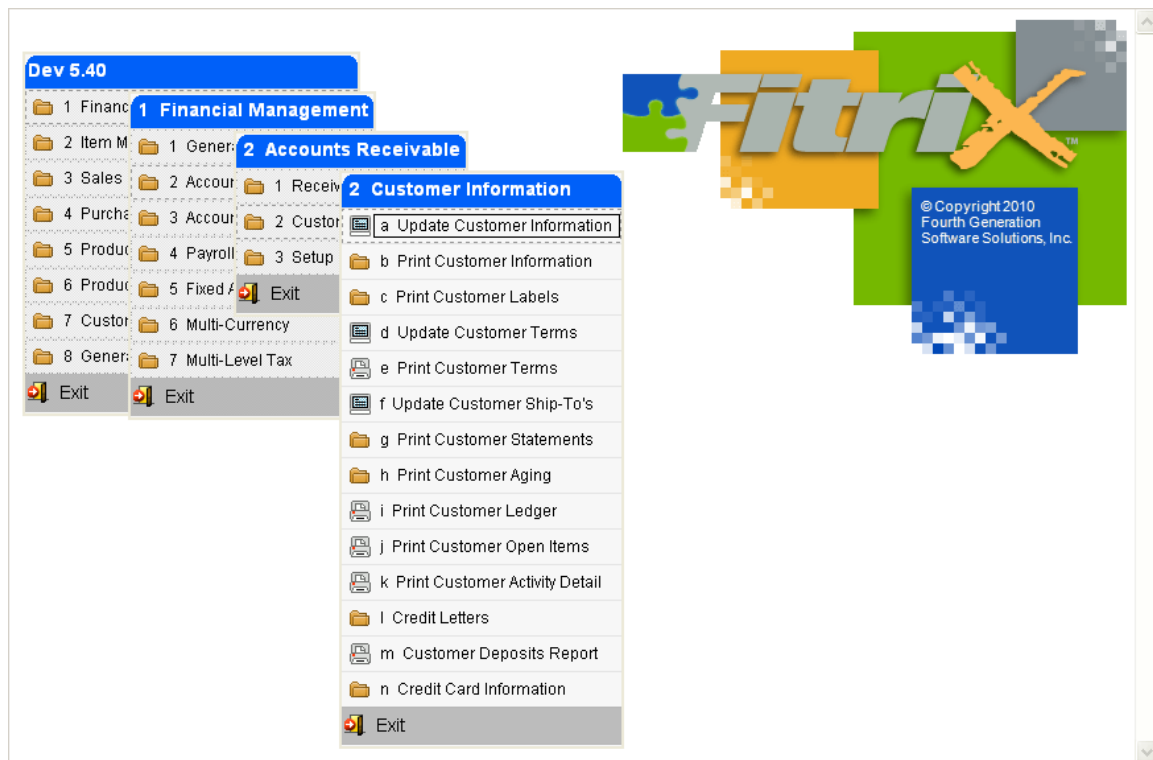 Dev 5.40
1 Financ
2 Item M
3 Sales
4 Purcha
5 Produc
6 Produc
7 Custor
8 Genera
Exit
1 Financial Management
1 Genera
2 Accour
3 Accour
4 Payroll
5 Fixed A
6 Multi-Currency
7 Multi-Level Tax
Exit
2 Accounts Receivable
1 Receiv
2 Custor
3 Setup
Exit
2 Customer Information
a Update Customer Information
b Print Customer Information
c Print Customer Labels
d Update Customer Terms
e Print Customer Terms
f Update Customer Ship-To's
g Print Customer Statements
h Print Customer Aging
i Print Customer Ledger
j Print Customer Open Items
k Print Customer Activity Detail
l Credit Letters
m Customer Deposits Report
n Credit Card Information
Exit
FitriX ™
© Copyright 2010
Fourth Generation
Software Solutions, Inc.